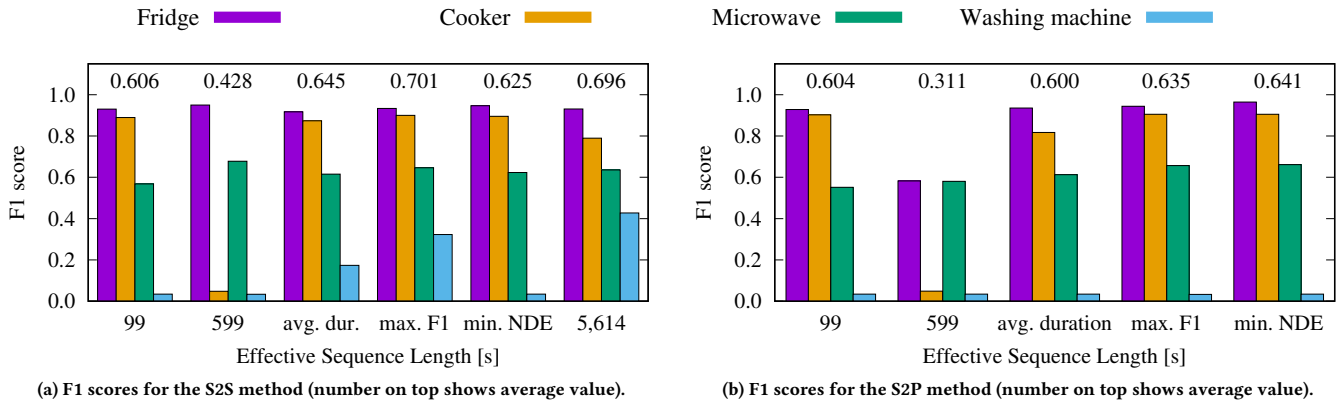 Fridge Cooker Microwave Washing machine
0.606 0.428 0.645 0.701 0.625 0.696
1.0
0.8
0.6
0.4
0.2
0.0
F1 score
99 599 avg. dur. max. F1 min. NDE 5,614
Effective Sequence Length [s]
(a) F1 scores for the S2S method (number on top shows average value).
0.604 0.311 0.600 0.635 0.641
1.0
0.8
0.6
0.4
0.2
0.0
F1 score
99 599 avg. duration max. F1 min. NDE
Effective Sequence Length [s]
(b) F1 scores for the S2P method (number on top shows average value).